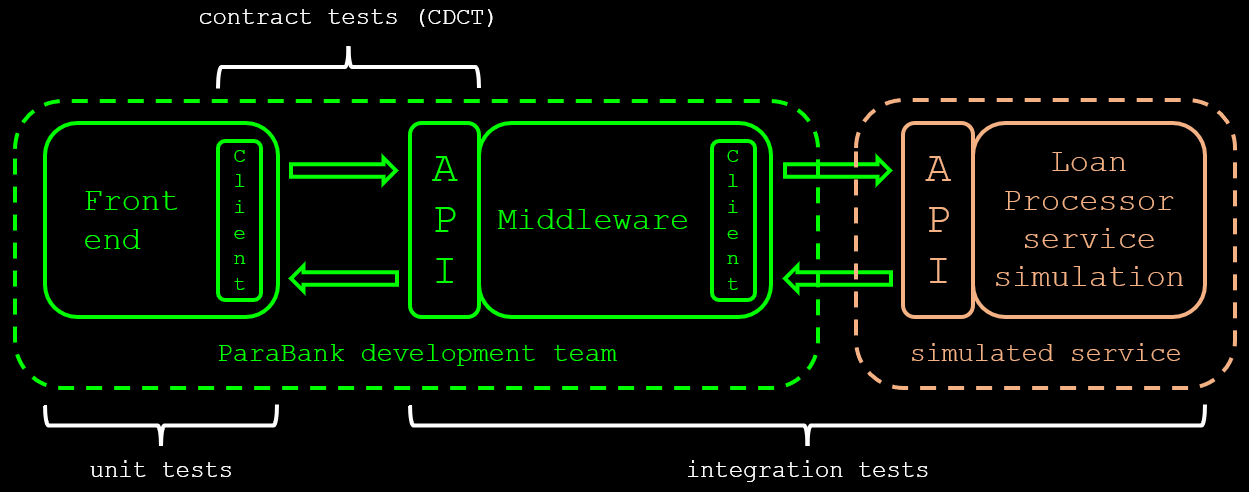 contract tests (CDCT)
Front
end
Client
API
Middleware
Client
API
Loan
Processor
service
simulation
ParaBank development team
simulated service
unit tests
integration tests